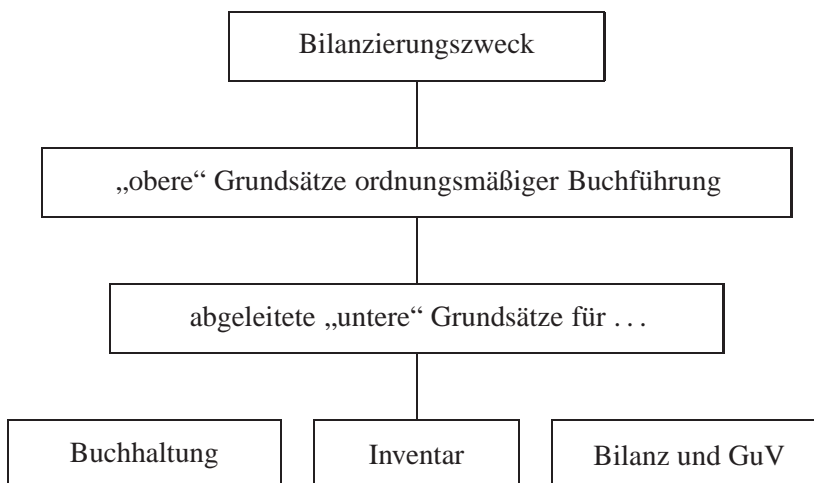 Bilanzierungszweck
„obere“ Grundsätze ordnungsmäßiger Buchführung
abgeleitete „untere“ Grundsätze für . . .
Buchhaltung
Inventar
Bilanz und GuV